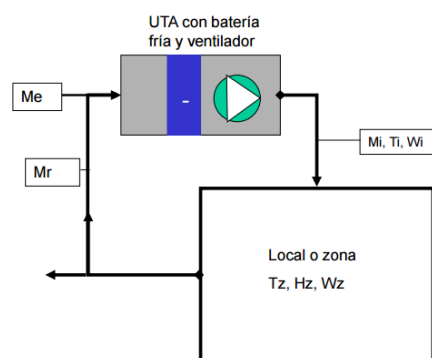 UTA con batería
fría y ventilador
-
Me
Mr
Mi, Ti, Wi
Local o zona
Tz, Hz, Wz